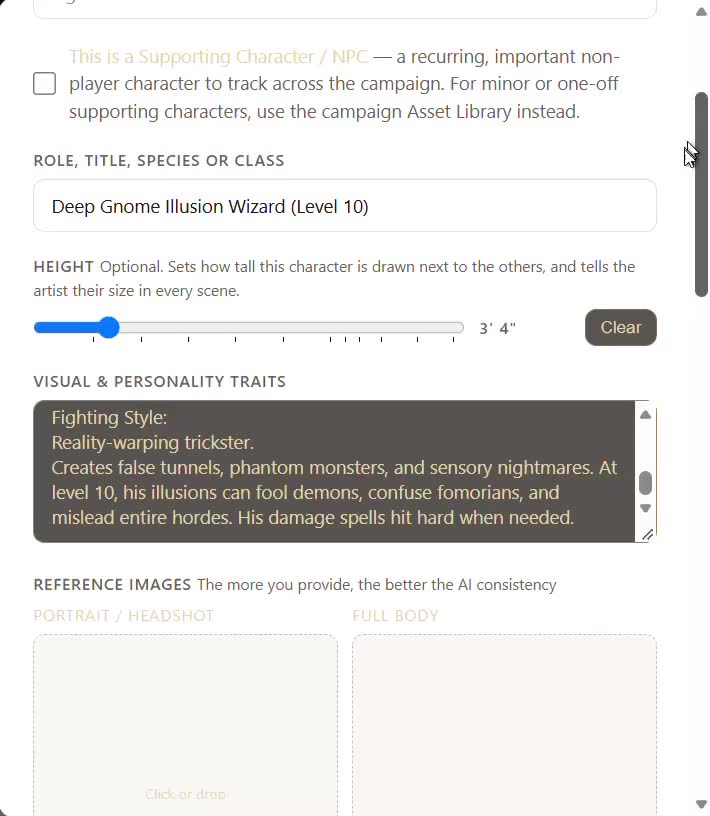 This is a Supporting Character / NPC — a recurring, important non-
player character to track across the campaign. For minor or one-off
supporting characters, use the campaign Asset Library instead.
ROLE, TITLE, SPECIES OR CLASS
Deep Gnome Illusion Wizard (Level 10)
HEIGHT Optional. Sets how tall this character is drawn next to the others, and tells the
artist their size in every scene.
3' 4"
Clear
VISUAL & PERSONALITY TRAITS
Fighting Style:
Reality-warping trickster.
Creates false tunnels, phantom monsters, and sensory nightmares. At
level 10, his illusions can fool demons, confuse fomorians, and
mislead entire hordes. His damage spells hit hard when needed.
REFERENCE IMAGES The more you provide, the better the AI consistency
PORTRAIT / HEADSHOT
FULL BODY
Click or drop